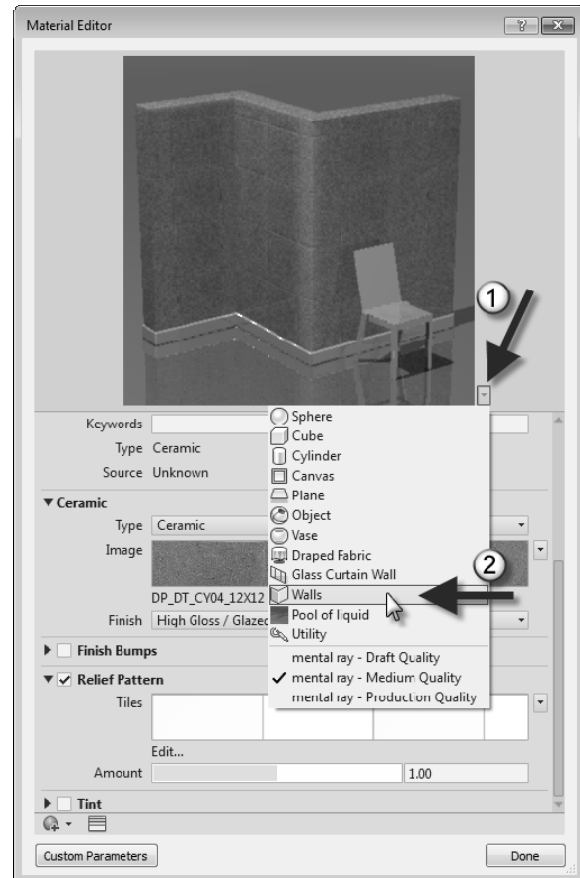 Material Editor
?
1
Keywords
Type Ceramic
Source Unknown
Sphere
Cube
Cylinder
Canvas
Plane
Object
Vase
Draped Fabric
Glass Curtain Wall
Walls
Pool of liquid
Utility
mental ray - Draft Quality
✓ mental ray - Medium Quality
mental ray - Production Quality
2
Ceramic
Type Ceramic
Image
DP_DT_CY04_12X12
Finish High Gloss / Glazed
Finish Bumps
✓ Relief Pattern
Tiles
Edit...
Amount 1.00
Tint
Custom Parameters Done